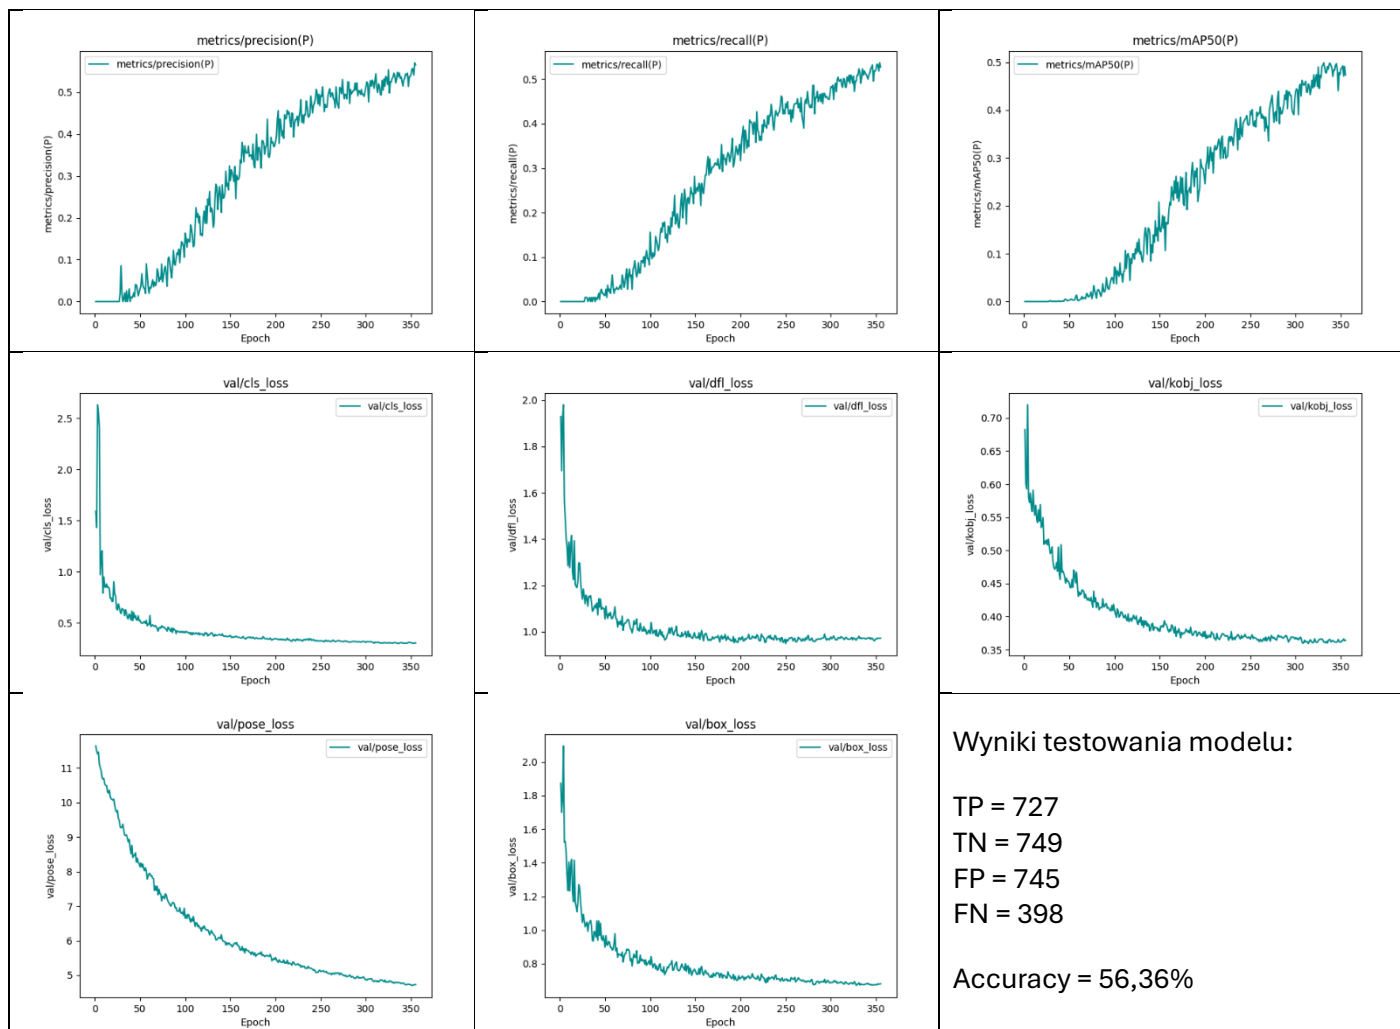 metrics/precision(P)
metrics/precision(P)
metrics/precision(P)
0.5
0.4
0.3
0.2
0.1
0.0
0 50 100 150 200 250 300 350
Epoch
metrics/recall(P)
metrics/recall(P)
metrics/recall(P)
0.5
0.4
0.3
0.2
0.1
0.0
0 50 100 150 200 250 300 350
Epoch
metrics/mAP50(P)
metrics/mAP50(P)
metrics/mAP50(P)
0.5
0.4
0.3
0.2
0.1
0.0
0 50 100 150 200 250 300 350
Epoch
val/cls_loss
val/cls_loss
val/cls_loss
2.5
2.0
1.5
1.0
0.5
0 50 100 150 200 250 300 350
Epoch
val/dfl_loss
val/dfl_loss
val/dfl_loss
2.0
1.8
1.6
1.4
1.2
1.0
0 50 100 150 200 250 300 350
Epoch
val/kobj_loss
val/kobj_loss
val/kobj_loss
0.70
0.65
0.60
0.55
0.50
0.45
0.40
0.35
0 50 100 150 200 250 300 350
Epoch
val/pose_loss
val/pose_loss
val/pose_loss
11
10
9
8
7
6
5
0 50 100 150 200 250 300 350
Epoch
val/box_loss
val/box_loss
val/box_loss
2.0
1.8
1.6
1.4
1.2
1.0
0.8
0 50 100 150 200 250 300 350
Epoch
Wyniki testowania modelu:
TP = 727
TN = 749
FP = 745
FN = 398
Accuracy = 56,36%